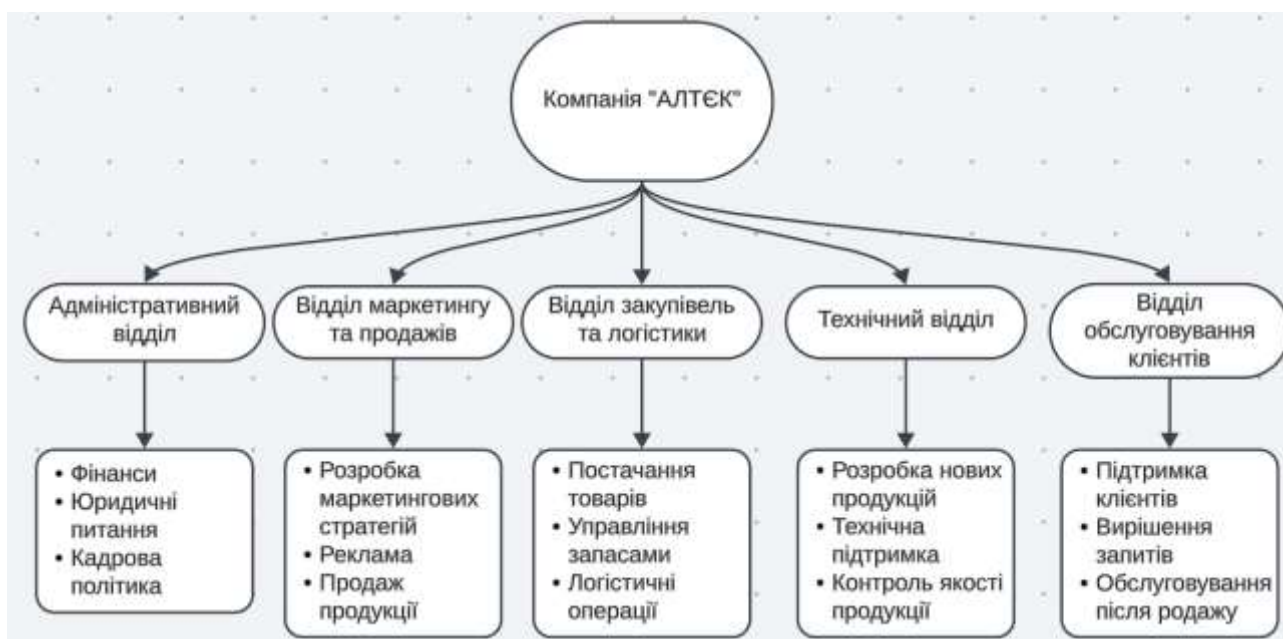 Компанія "АЛТЄК"
Адміністративний
відділ
Відділ маркетингу
та продажів
Відділ закупівель
та логістики
Технічний відділ
Відділ
обслуговування
клієнтів
• Фінанси
• Юридичні
питання
• Кадрова
політика
• Розробка
маркетингових
стратегій
• Реклама
• Продаж
продукції
• Постачання
товарів
• Управління
запасами
• Логістичні
операції
• Розробка нових
продукцій
• Технічна
підтримка
• Контроль якості
продукції
• Підтримка
клієнтів
• Вирішення
запитів
• Обслуговування
після родажу